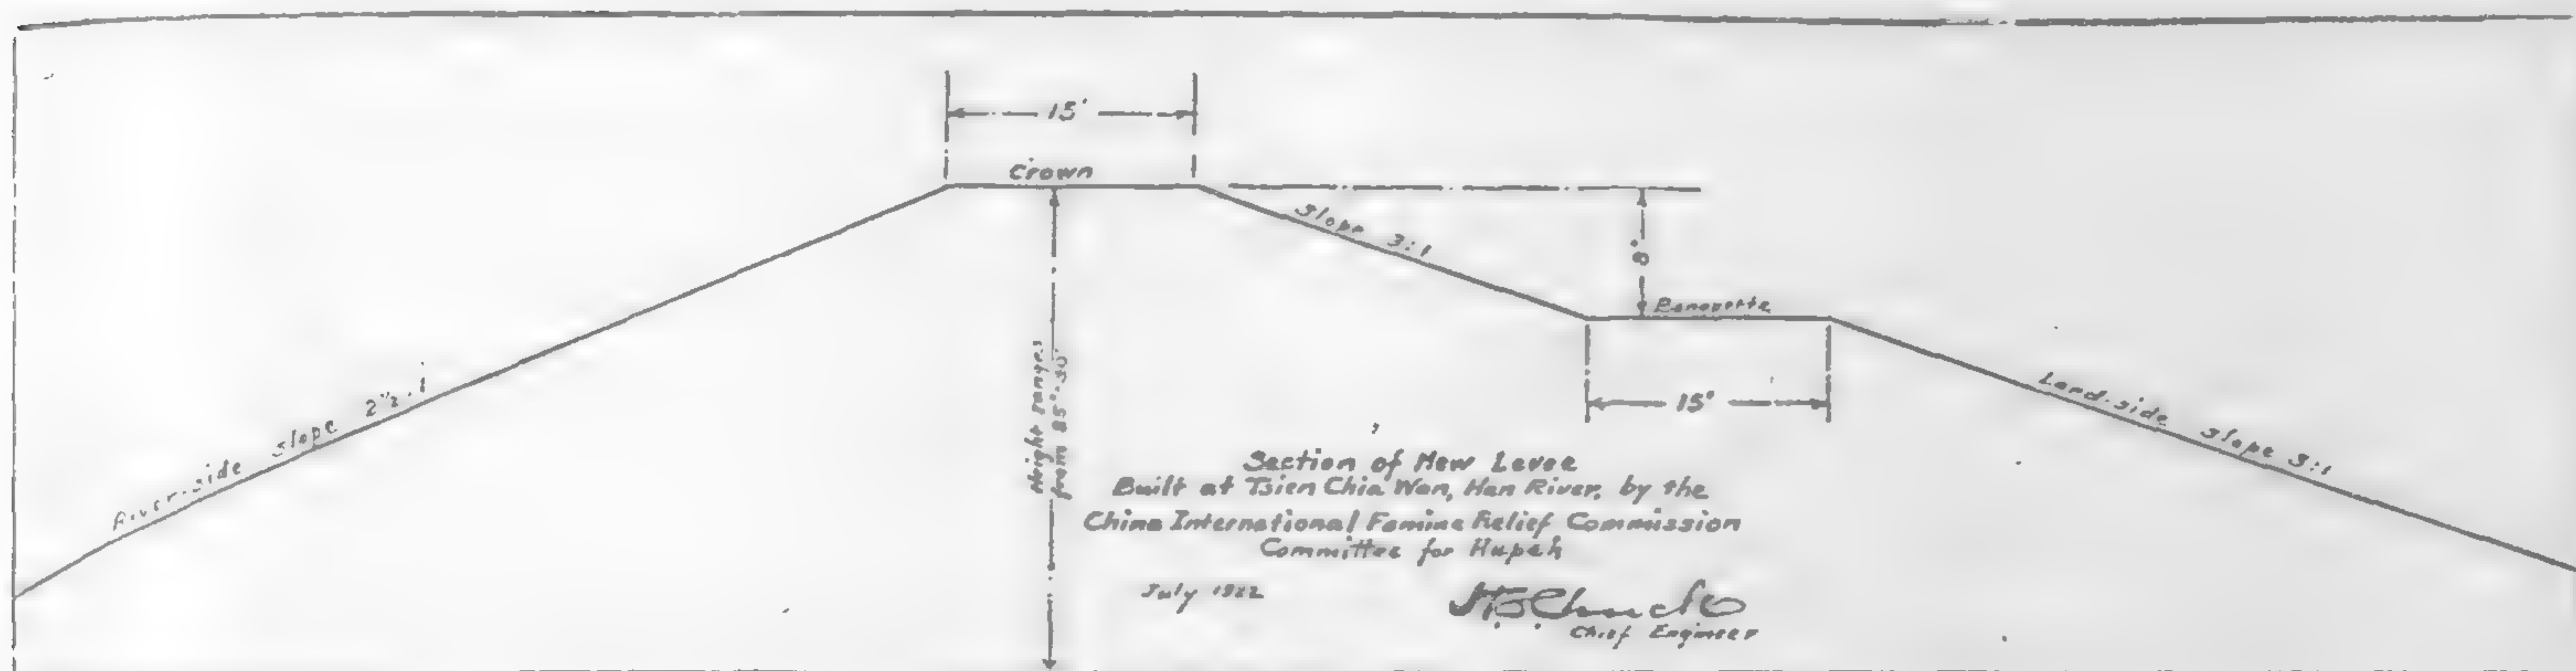 15'
Crown
Slope 3:1
8'
Banquette
15'
River-side Slope 2½:1
Height ranges
from 25'-30'
Land-side Slope 3:1
Section of New Levee
Built at Tsien Chia Wan, Han River, by the
China International Famine Relief Commission
Committee for Hupeh
July 1922
Chief Engineer